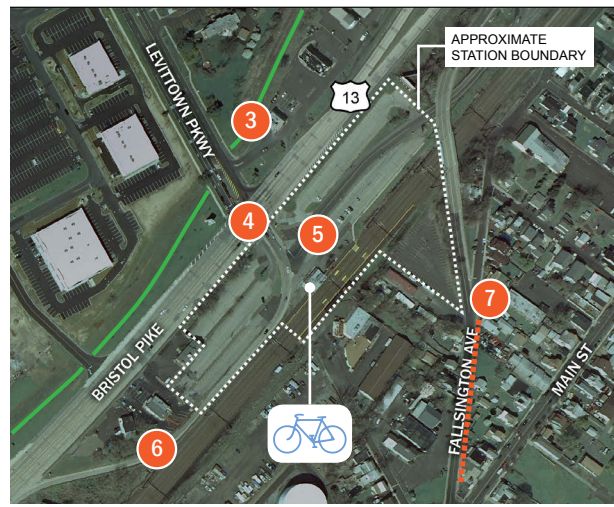 APPROXIMATE
STATION BOUNDARY
LEVITTOWN PKWY
13
3
4
5
7
BRISTOL PIKE
FALLSINGTON AVE
MAIN ST
6